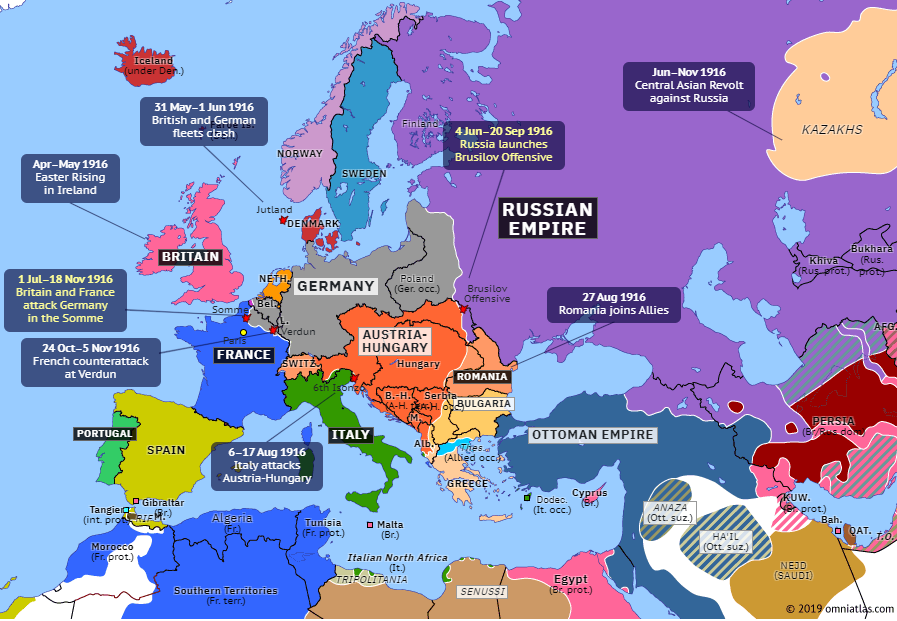 Iceland
(under Den.)
31 May–1 Jun 1916
British and German
fleets clash
Jun–Nov 1916
Central Asian Revolt
against Russia
KAZAKHS
Finland
4 Jun–20 Sep 1916
Russia launches
Brusilov Offensive
NORWAY
SWEDEN
Apr–May 1916
Easter Rising
in Ireland
Jutland
DENMARK
RUSSIAN
EMPIRE
BRITAIN
Khiva
(Rus. prot.)
Bukhara
(Rus.
prot.)
NETH.
GERMANY
Poland
(Ger. occ.)
Brusilov
Offensive
1 Jul–18 Nov 1916
Britain and France
attack Germany
in the Somme
Somme
Bel.
L.
Verdun
Paris
27 Aug 1916
Romania joins Allies
24 Oct–5 Nov 1916
French counterattack
at Verdun
FRANCE
SWITZ.
AUSTRIA-
HUNGARY
Hungary
6th Isonzo
ROMANIA
AFG.
B.-H.
(A-H.
Serbia
(A.-H. occ.)
M.
BULGARIA
Alb.
PORTUGAL
SPAIN
ITALY
OTTOMAN EMPIRE
PERSIA
(Br/Rus dom.)
6–17 Aug 1916
Italy attacks
Austria-Hungary
Thes.
(Allied occ.)
GREECE
Dodec.
(It. occ.)
Cyprus
(Br.)
Gibraltar
(Br.)
Tangier
(int. prot.)
RIF
M.
Algeria
(Fr.)
Tunisia
(Fr. prot.)
Malta
(Br.)
KUW.
(Br. prot.)
ANAZA
(Ott. suz.)
Bah.
QAT.
T.O.
HA'IL
(Ott. suz.)
Morocco
(Fr. prot.)
Italian North Africa
(It.)
TRIPOLITANIA
SENUSSI
Egypt
(Br. prot.)
NEJD
(SAUDI)
Southern Territories
(Fr. terr.)
© 2019 omniatlas.com